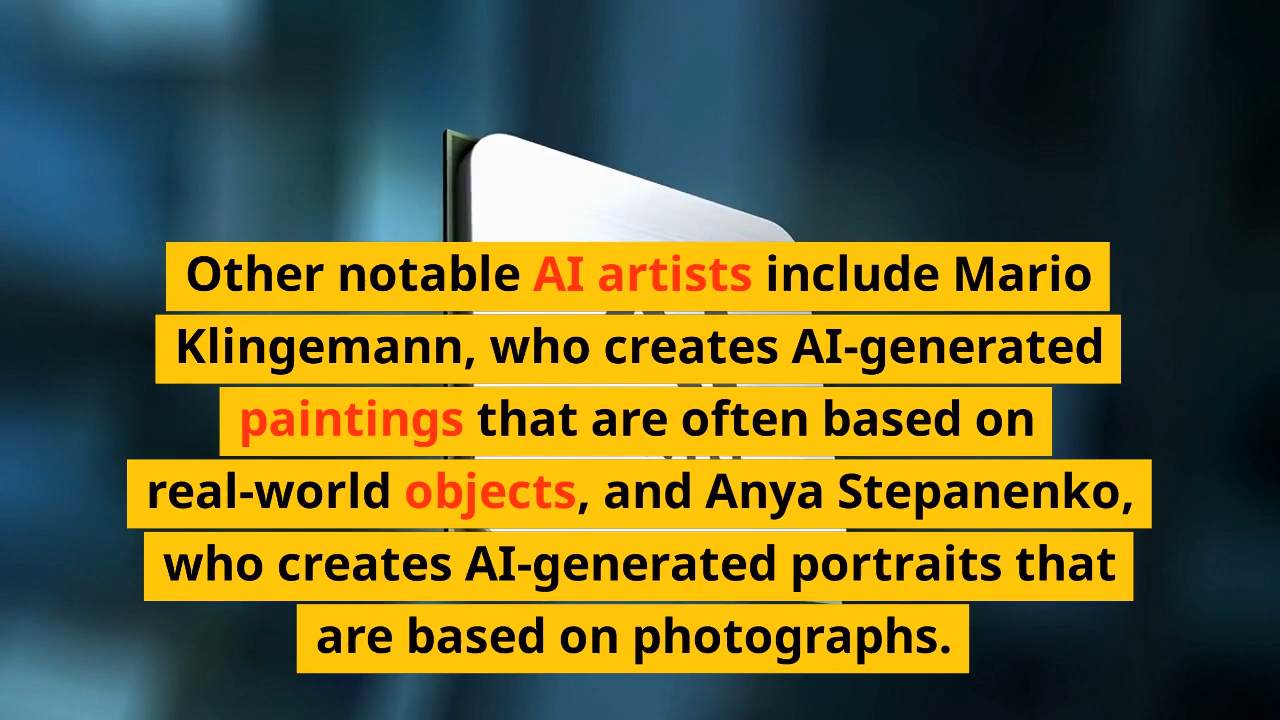 Other notable AI artists include Mario
Klingemann, who creates AI-generated
paintings that are often based on
real-world objects, and Anya Stepanenko,
who creates AI-generated portraits that
are based on photographs.